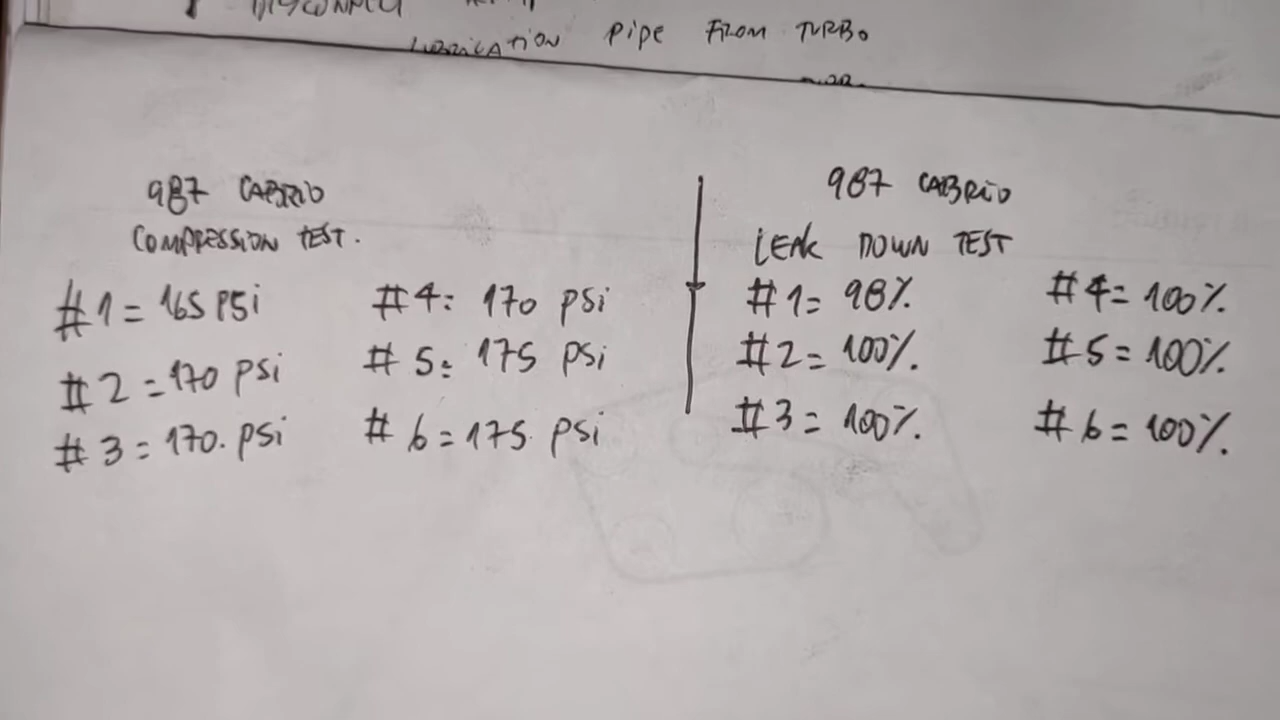 DISCONNECT
LUBRICATION PIPE FROM TURBO
987 CABRIO
COMPRESSION TEST.
#1 = 165 PSi
#2 = 170 PSi
#3 = 170. PSi
#4: 170 PSi
#5: 175 PSi
#6 = 175 PSi
987 CABRiO
LEAK DOWN TEST
#1= 98%.
#2= 100%.
#3= 100%.
#4= 100%.
#5= 100%.
#6= 100%.